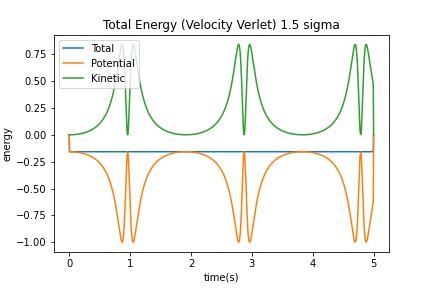 Total Energy (Velocity Verlet) 1.5 sigma
Total
Potential
Kinetic
energy
0.75
0.50
0.25
0.00
−0.25
−0.50
−0.75
−1.00
0 1 2 3 4 5
time(s)